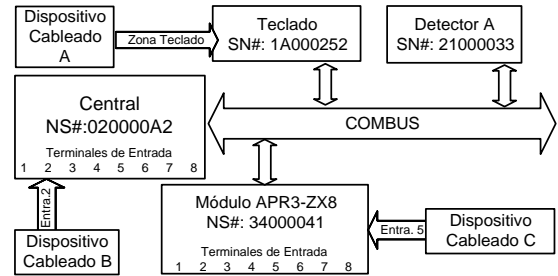 Dispositivo
Cableado
A
Zona Teclado
Teclado
SN#: 1A000252
Detector A
SN#: 21000033
Central
NS#:020000A2
Terminales de Entrada
1 2 3 4 5 6 7 8
COMBUS
Entra.2
Dispositivo
Cableado B
Módulo APR3-ZX8
NS#: 34000041
Terminales de Entrada
1 2 3 4 5 6 7 8
Entra. 5
Dispositivo
Cableado C